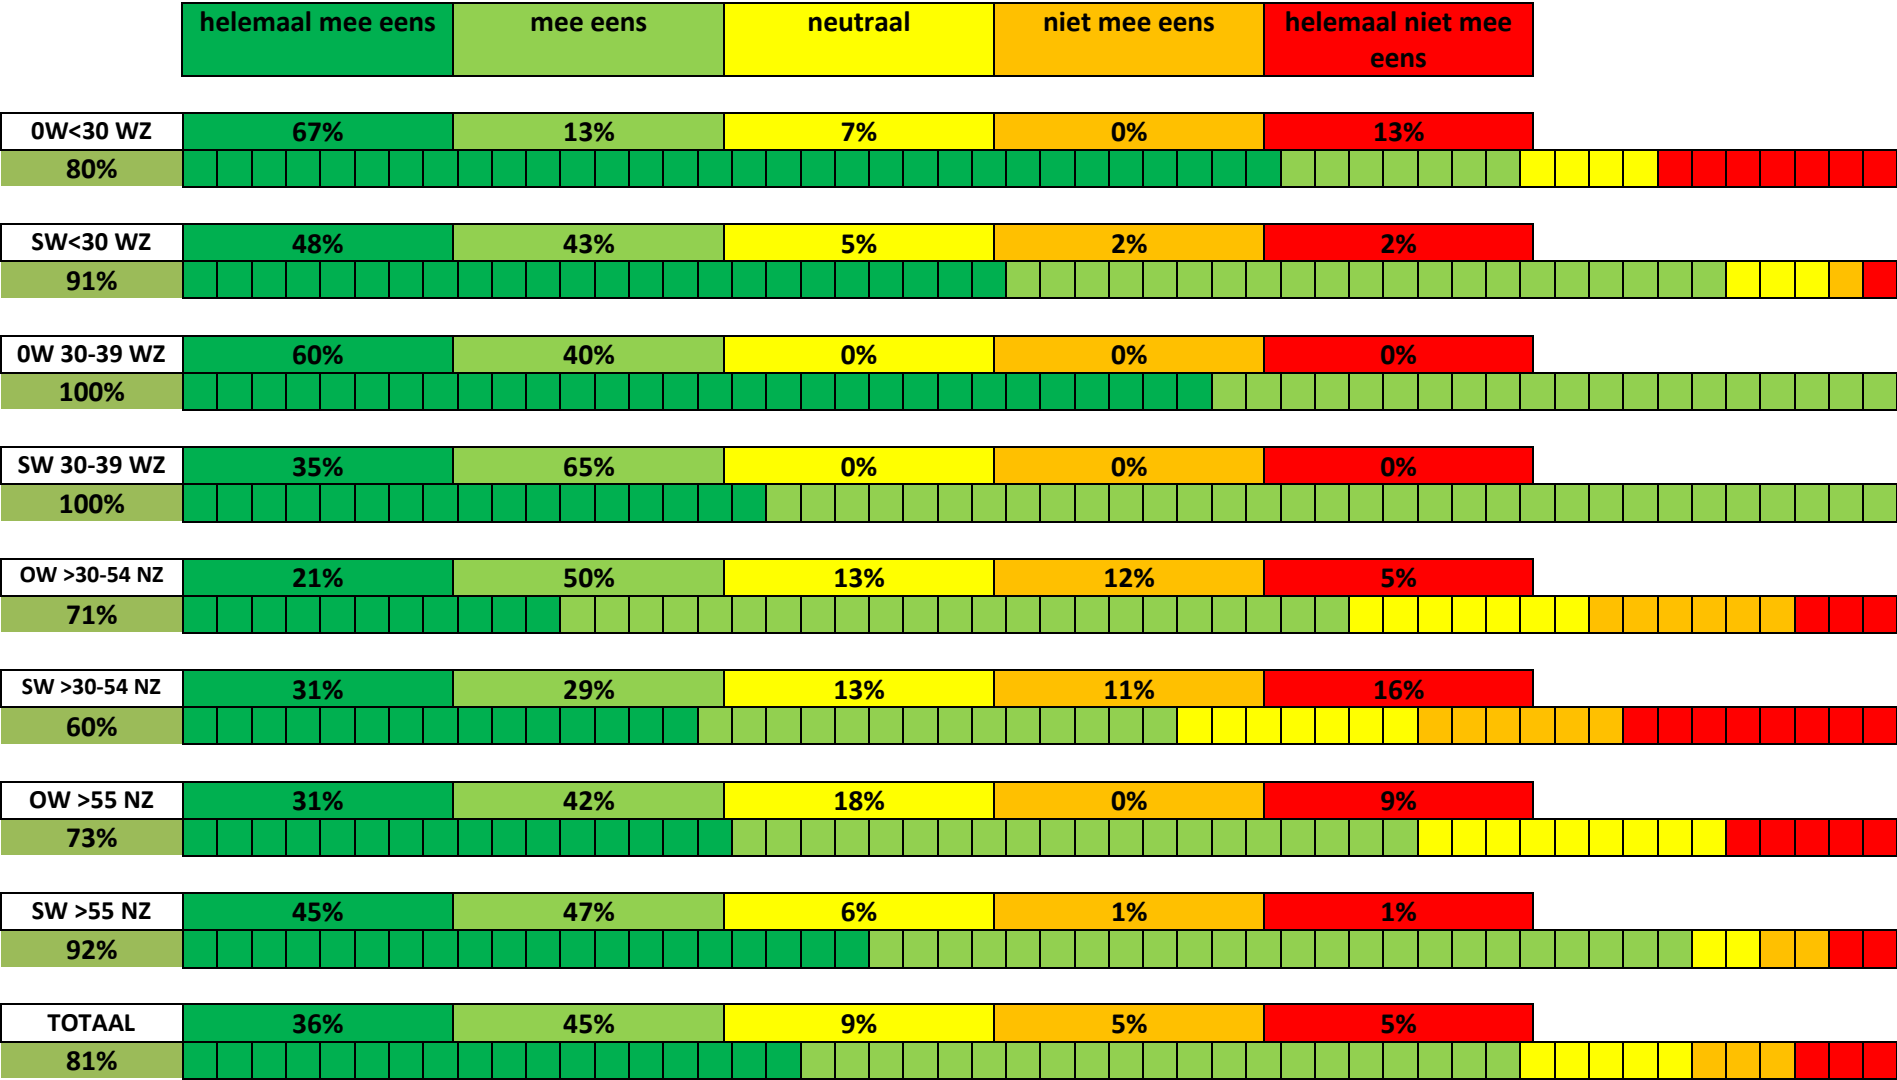 helemaal mee eens mee eens neutraal niet mee eens helemaal niet mee
eens
0W<30 WZ 67% 13% 7% 0% 13%
80%
SW<30 WZ 48% 43% 5% 2% 2%
91%
0W 30-39 WZ 60% 40% 0% 0% 0%
100%
SW 30-39 WZ 35% 65% 0% 0% 0%
100%
OW >30-54 NZ 21% 50% 13% 12% 5%
71%
SW >30-54 NZ 31% 29% 13% 11% 16%
60%
OW >55 NZ 31% 42% 18% 0% 9%
73%
SW >55 NZ 45% 47% 6% 1% 1%
92%
TOTAAL 36% 45% 9% 5% 5%
81%